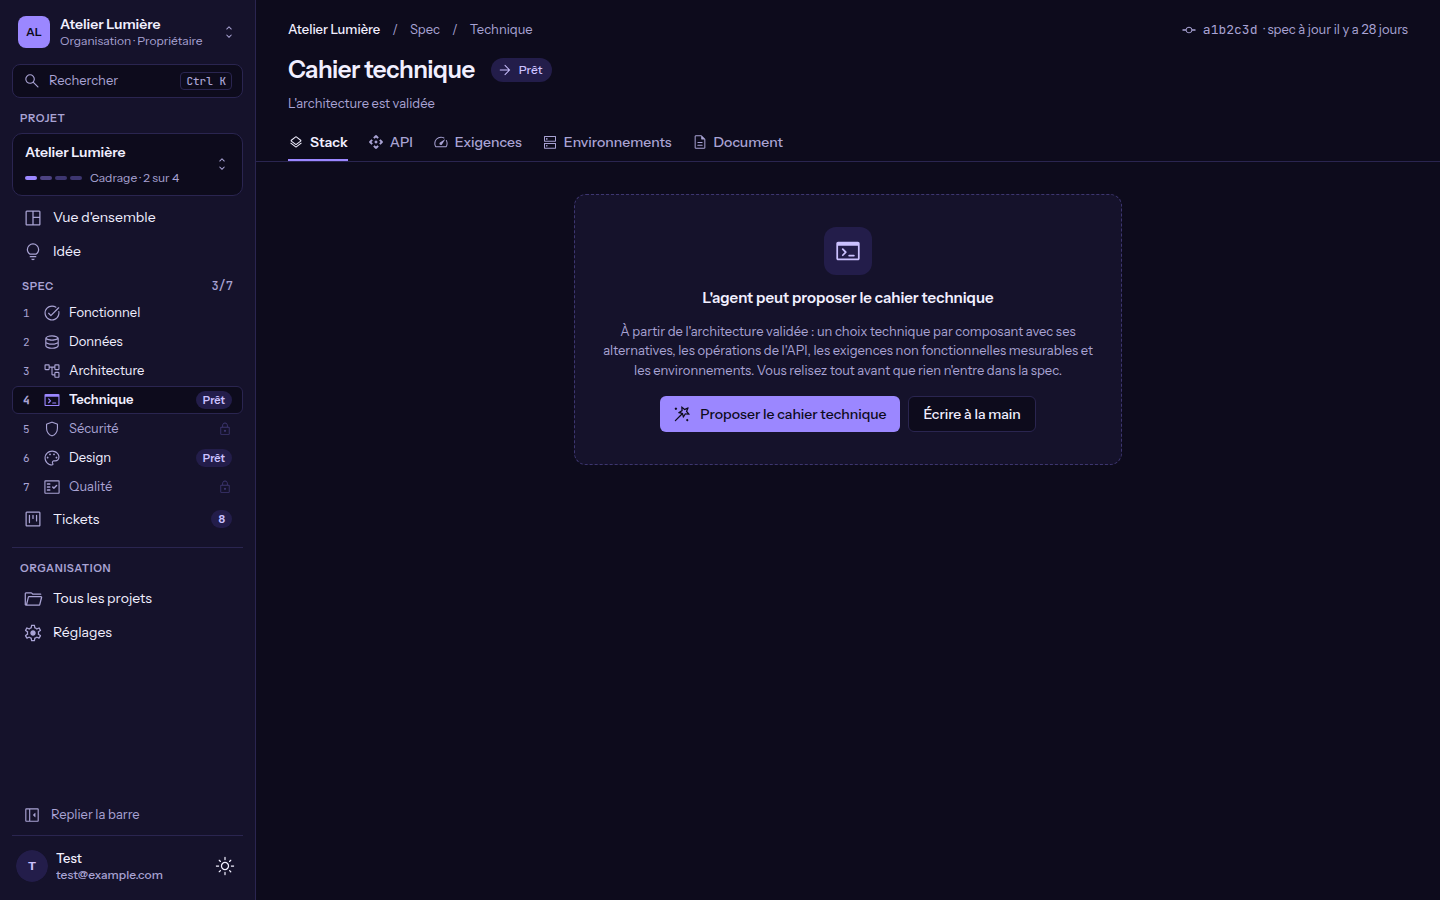 AL
Atelier Lumière
Organisation · Propriétaire
Rechercher
Ctrl K
PROJET
Atelier Lumière
Cadrage · 2 sur 4
Vue d'ensemble
Idée
SPEC 3/7
1 Fonctionnel
2 Données
3 Architecture
4 Technique Prêt
5 Sécurité
6 Design Prêt
7 Qualité
Tickets 8
ORGANISATION
Tous les projets
Réglages
Replier la barre
T
Test
test@example.com
Atelier Lumière / Spec / Technique
a1b2c3d · spec à jour il y a 28 jours
Cahier technique Prêt
L'architecture est validée
Stack API Exigences Environnements Document
L'agent peut proposer le cahier technique
À partir de l'architecture validée : un choix technique par composant avec ses
alternatives, les opérations de l'API, les exigences non fonctionnelles mesurables et
les environnements. Vous relisez tout avant que rien n'entre dans la spec.
Proposer le cahier technique
Écrire à la main